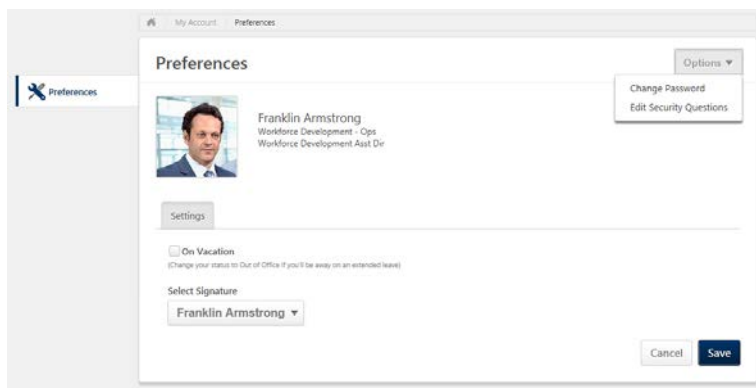 My Account Preferences
Preferences
Options ▼
Change Password
Edit Security Questions
Preferences
Franklin Armstrong
Workforce Development - Ops
Workforce Development Asst Dir
Settings
On Vacation
(Change your status to Out of Office if you'll be away on an extended leave)
Select Signature
Franklin Armstrong ▼
Cancel Save